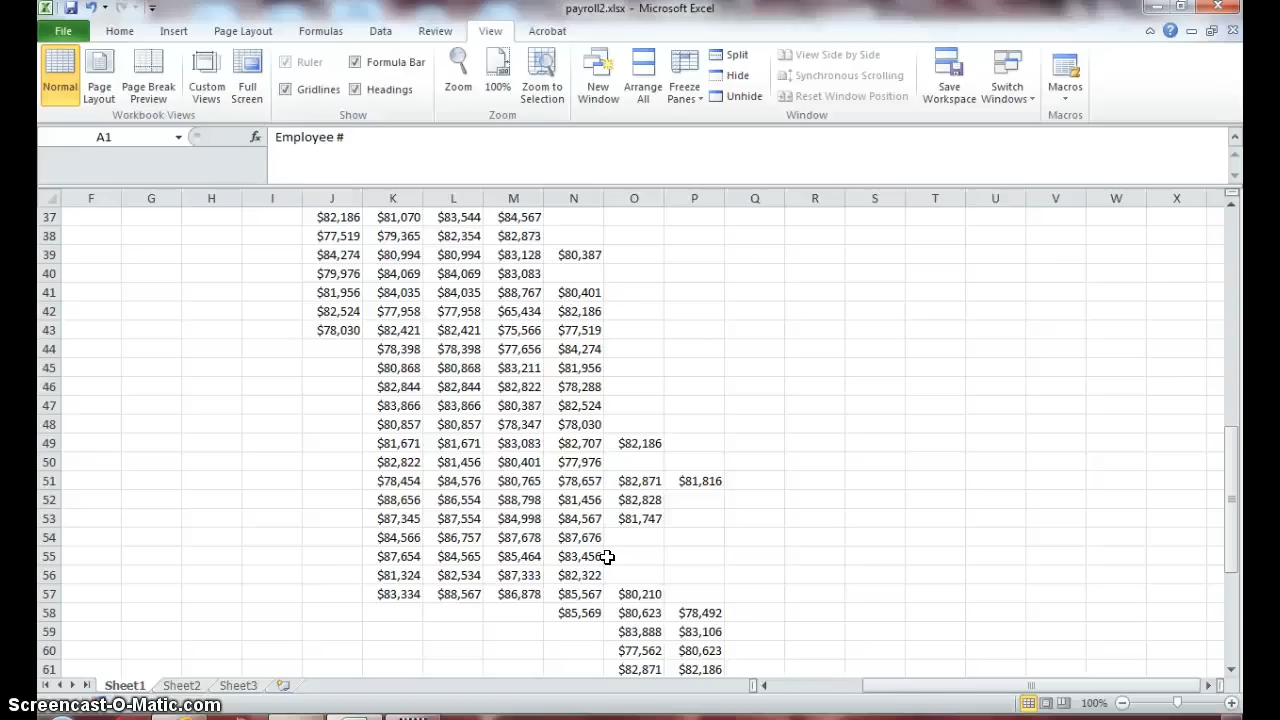 payroll2.xlsx - Microsoft Excel
File Home Insert Page Layout Formulas Data Review View Acrobat
Normal Page Layout Page Break Preview Custom Views Full Screen
Ruler Formula Bar
Gridlines Headings
Zoom 100% Zoom to Selection
New Window Arrange All Freeze Panes
Split
Hide
Unhide
View Side by Side
Synchronous Scrolling
Reset Window Position
Save Workspace Switch Windows Macros
Workbook Views Show Zoom Window Macros
A1 fx Employee #
F G H I J K L M N O P Q R S T U V W X
37 $82,186 $81,070 $83,544 $84,567
38 $77,519 $79,365 $82,354 $82,873
39 $84,274 $80,994 $80,994 $83,128 $80,387
40 $79,976 $84,069 $84,069 $83,083
41 $81,956 $84,035 $84,035 $88,767 $80,401
42 $82,524 $77,958 $77,958 $65,434 $82,186
43 $78,030 $82,421 $82,421 $75,566 $77,519
44 $78,398 $78,398 $77,656 $84,274
45 $80,868 $80,868 $83,211 $81,956
46 $82,844 $82,844 $82,822 $78,288
47 $83,866 $83,866 $80,387 $82,524
48 $80,857 $80,857 $78,347 $78,030
49 $81,671 $81,671 $83,083 $82,707 $82,186
50 $82,822 $81,456 $80,401 $77,976
51 $78,454 $84,576 $80,765 $78,657 $82,871 $81,816
52 $88,656 $86,554 $88,798 $81,456 $82,828
53 $87,345 $87,554 $84,998 $84,567 $81,747
54 $84,566 $86,757 $87,678 $87,676
55 $87,654 $84,565 $85,464 $83,456
56 $81,324 $82,534 $87,333 $82,322
57 $83,334 $88,567 $86,878 $85,567 $80,210
58 $85,569 $80,623 $78,492
59 $83,888 $83,106
60 $77,562 $80,623
61 $82,871 $82,186
Sheet1 Sheet2 Sheet3
100%
Screencast-O-Matic.com